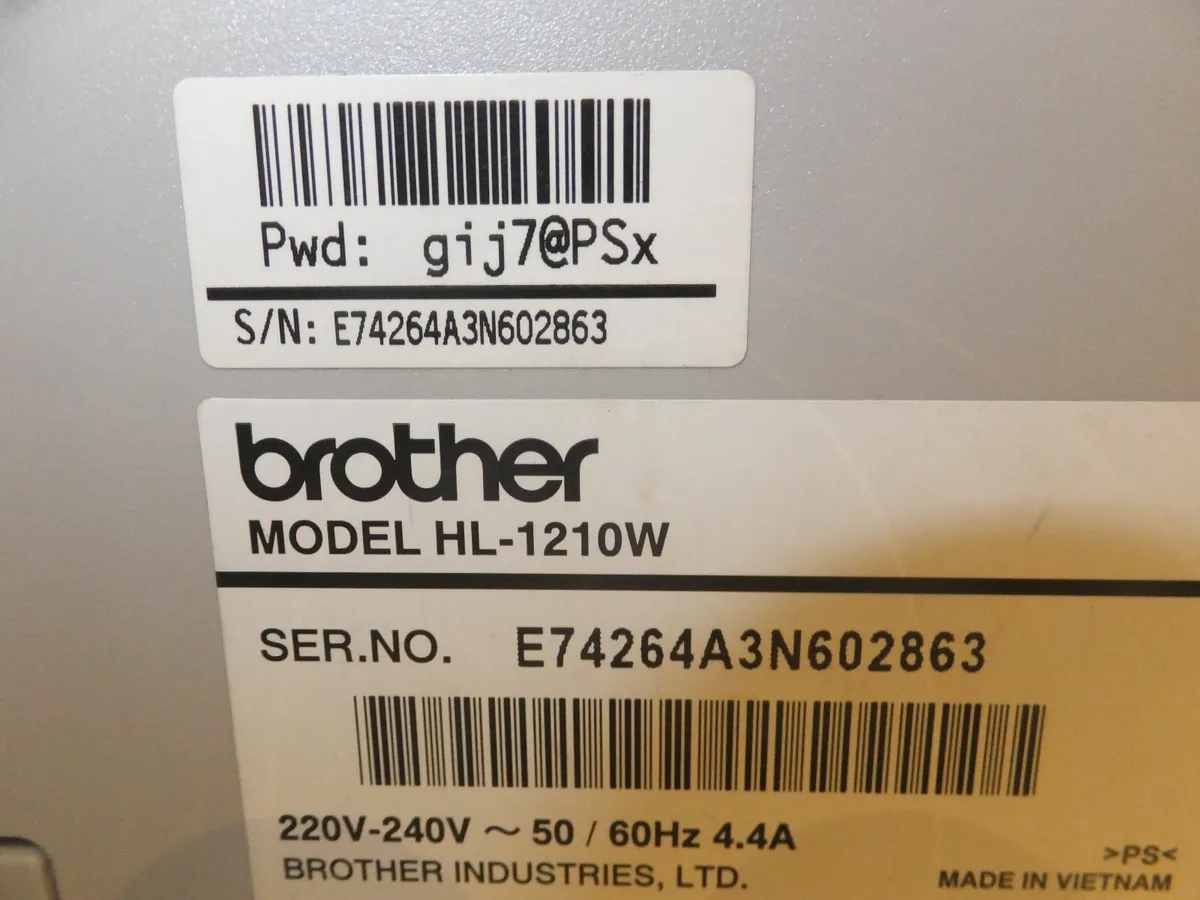 Pwd: gij7@PSx
S/N: E74264A3N602863
brother
MODEL HL-1210W
SER.NO. E74264A3N602863
220V-240V ~ 50 / 60Hz 4.4A
BROTHER INDUSTRIES, LTD.
>PS<
MADE IN VIETNAM